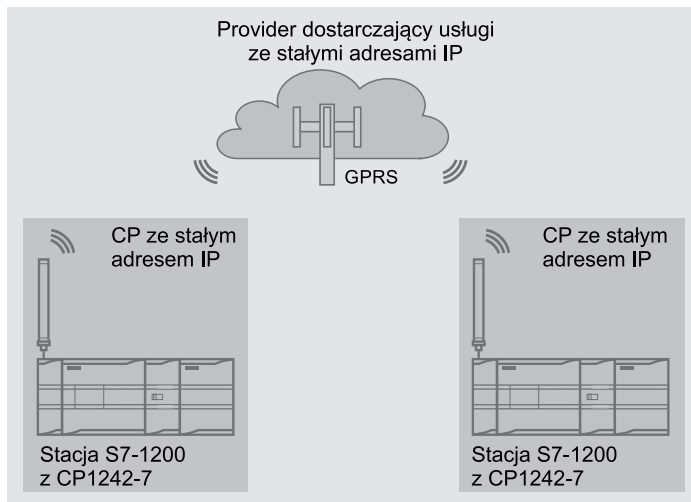 Provider dostarczający usługi
ze stałymi adresami IP
GPRS
CP ze stałym
adresem IP
Stacja S7-1200
z CP1242-7
CP ze stałym
adresem IP
Stacja S7-1200
z CP1242-7